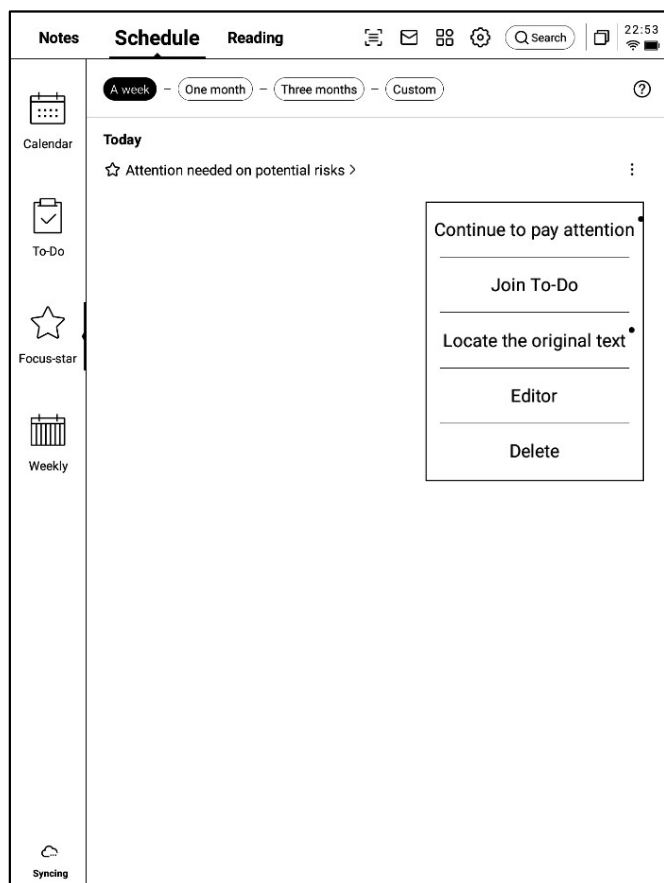 Notes Schedule Reading Search 22:53
A week – One month – Three months – Custom
Calendar
Today
Attention needed on potential risks >
To-Do
Continue to pay attention
Join To-Do
Locate the original text
Editor
Delete
Focus-star
Weekly
Syncing